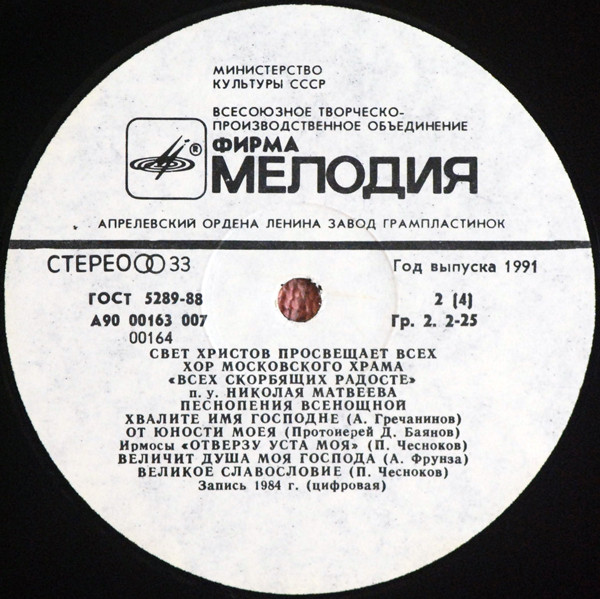 МИНИСТЕРСТВО
КУЛЬТУРЫ СССР
ВСЕСОЮЗНОЕ ТВОРЧЕСКО-
ПРОИЗВОДСТВЕННОЕ ОБЪЕДИНЕНИЕ
® ФИРМА
МЕЛОДИЯ
АПРЕЛЕВСКИЙ ОРДЕНА ЛЕНИНА ЗАВОД ГРАМПЛАСТИНОК
СТЕРЕО 33 Год выпуска 1991
ГОСТ 5289-88 2 (4)
А90 00163 007 Гр. 2. 2-25
00164
СВЕТ ХРИСТОВ ПРОСВЕЩАЕТ ВСЕХ
ХОР МОСКОВСКОГО ХРАМА
«ВСЕХ СКОРБЯЩИХ РАДОСТЕ»
п. у. НИКОЛАЯ МАТВЕЕВА
ПЕСНОПЕНИЯ ВСЕНОЩНОЙ
ХВАЛИТЕ ИМЯ ГОСПОДНЕ (А. Гречанинов)
ОТ ЮНОСТИ МОЕЯ (Протоиерей Д. Баянов)
Ирмосы «ОТВЕРЗУ УСТА МОЯ» (П. Чесноков)
ВЕЛИЧИТ ДУША МОЯ ГОСПОДА (А. Фрунза)
ВЕЛИКОЕ СЛАВОСЛОВИЕ (П. Чесноков)
Запись 1984 г. (цифровая)